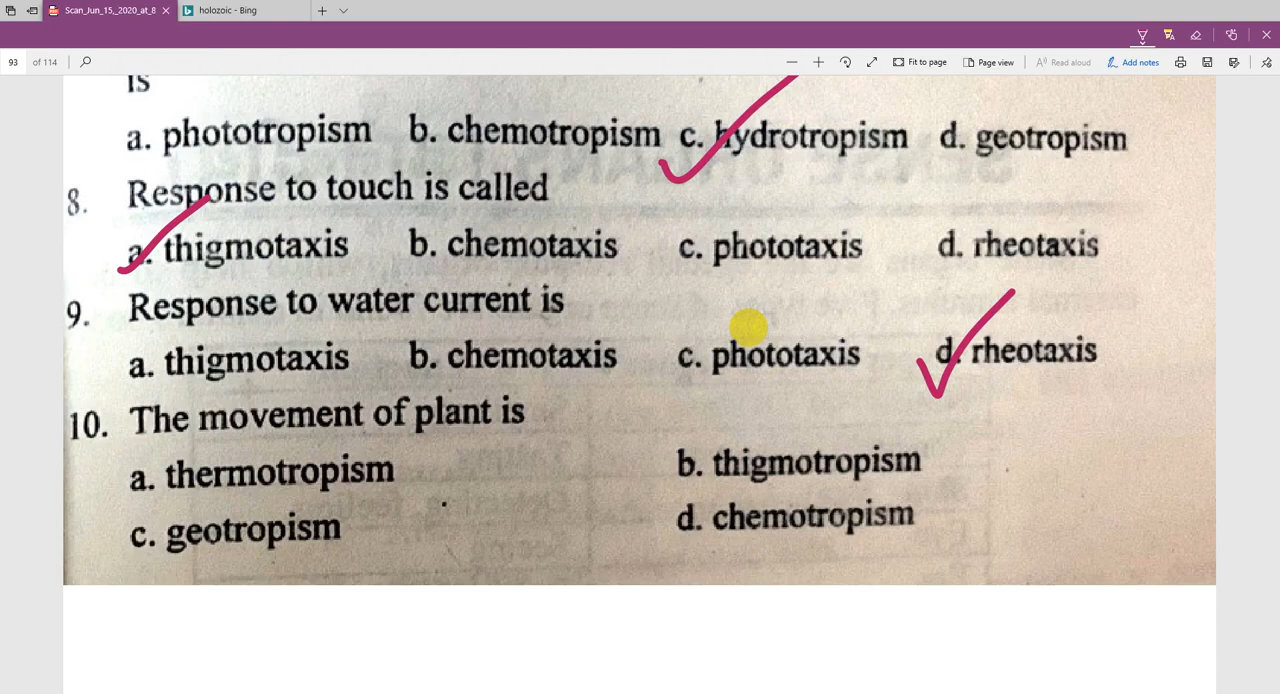 Scan_Jun_15,_2020_at_8 holozoic - Bing
93 of 114 Fit to page Page view Read aloud Add notes
is
a. phototropism b. chemotropism c. hydrotropism d. geotropism
8. Response to touch is called
a. thigmotaxis b. chemotaxis c. phototaxis d. rheotaxis
9. Response to water current is
a. thigmotaxis b. chemotaxis c. phototaxis d. rheotaxis
10. The movement of plant is
a. thermotropism b. thigmotropism
c. geotropism d. chemotropism